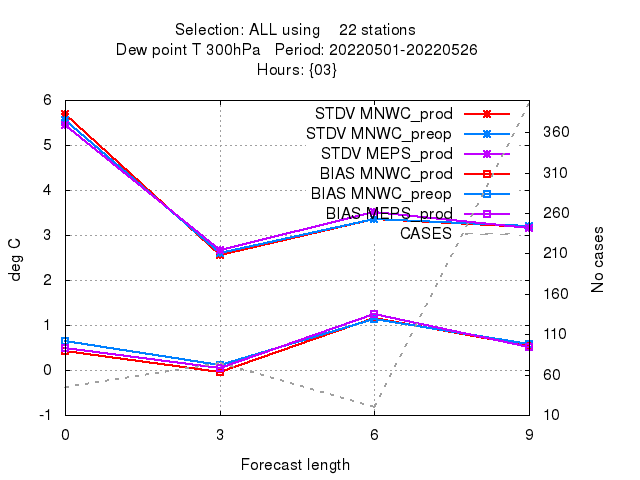 Selection: ALL using    22 stations
Dew point T 300hPa   Period: 20220501-20220526
Hours: {03}
STDV MNWC_prod
STDV MNWC_preop
STDV MEPS_prod
BIAS MNWC_prod
BIAS MNWC_preop
BIAS MEPS_prod
CASES
deg C
6
5
4
3
2
1
0
-1
360
310
260
210
160
110
60
10
No cases
0 3 6 9
Forecast length